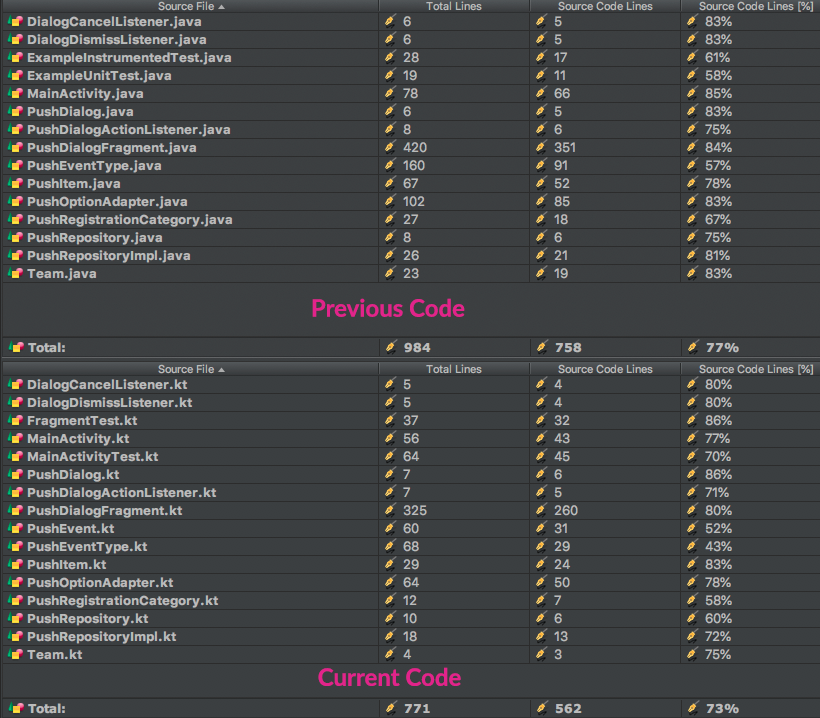 Source File Total Lines Source Code Lines Source Code Lines [%]
DialogCancelListener.java 6 5 83%
DialogDismissListener.java 6 5 83%
ExampleInstrumentedTest.java 28 17 61%
ExampleUnitTest.java 19 11 58%
MainActivity.java 78 66 85%
PushDialog.java 6 5 83%
PushDialogActionListener.java 8 6 75%
PushDialogFragment.java 420 351 84%
PushEventType.java 160 91 57%
PushItem.java 67 52 78%
PushOptionAdapter.java 102 85 83%
PushRegistrationCategory.java 27 18 67%
PushRepository.java 8 6 75%
PushRepositoryImpl.java 26 21 81%
Team.java 23 19 83%
Previous Code
Total: 984 758 77%
Source File Total Lines Source Code Lines Source Code Lines [%]
DialogCancelListener.kt 5 4 80%
DialogDismissListener.kt 5 4 80%
FragmentTest.kt 37 32 86%
MainActivity.kt 56 43 77%
MainActivityTest.kt 64 45 70%
PushDialog.kt 7 6 86%
PushDialogActionListener.kt 7 5 71%
PushDialogFragment.kt 325 260 80%
PushEvent.kt 60 31 52%
PushEventType.kt 68 29 43%
PushItem.kt 29 24 83%
PushOptionAdapter.kt 64 50 78%
PushRegistrationCategory.kt 12 7 58%
PushRepository.kt 10 6 60%
PushRepositoryImpl.kt 18 13 72%
Team.kt 4 3 75%
Current Code
Total: 771 562 73%